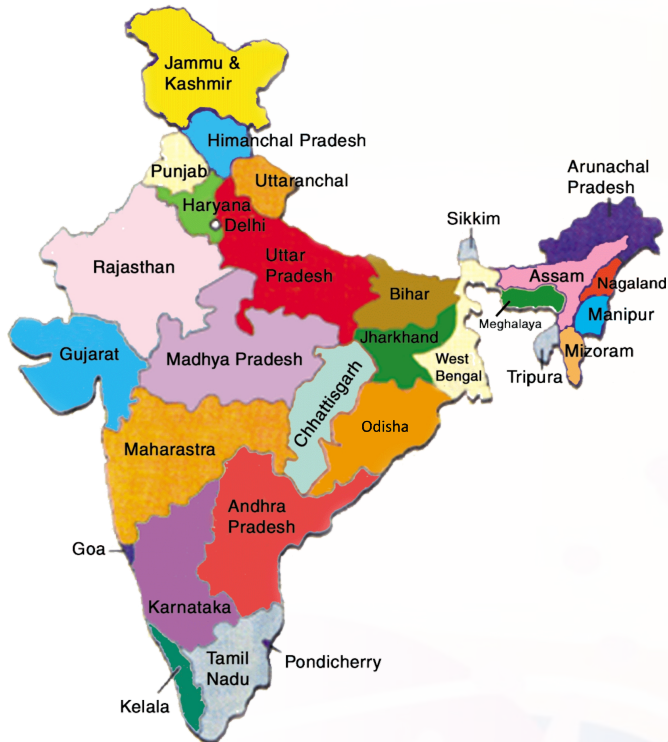 Jammu &
Kashmir
Himanchal Pradesh
Punjab
Uttaranchal
Haryana
Delhi
Arunachal
Pradesh
Sikkim
Rajasthan
Uttar
Pradesh
Assam
Nagaland
Bihar
Meghalaya
Manipur
Jharkhand
Gujarat
Madhya Pradesh
West
Bengal
Mizoram
Tripura
Chhattisgarh
Odisha
Maharastra
Andhra
Pradesh
Goa
Karnataka
Tamil
Nadu
Pondicherry
Kelala